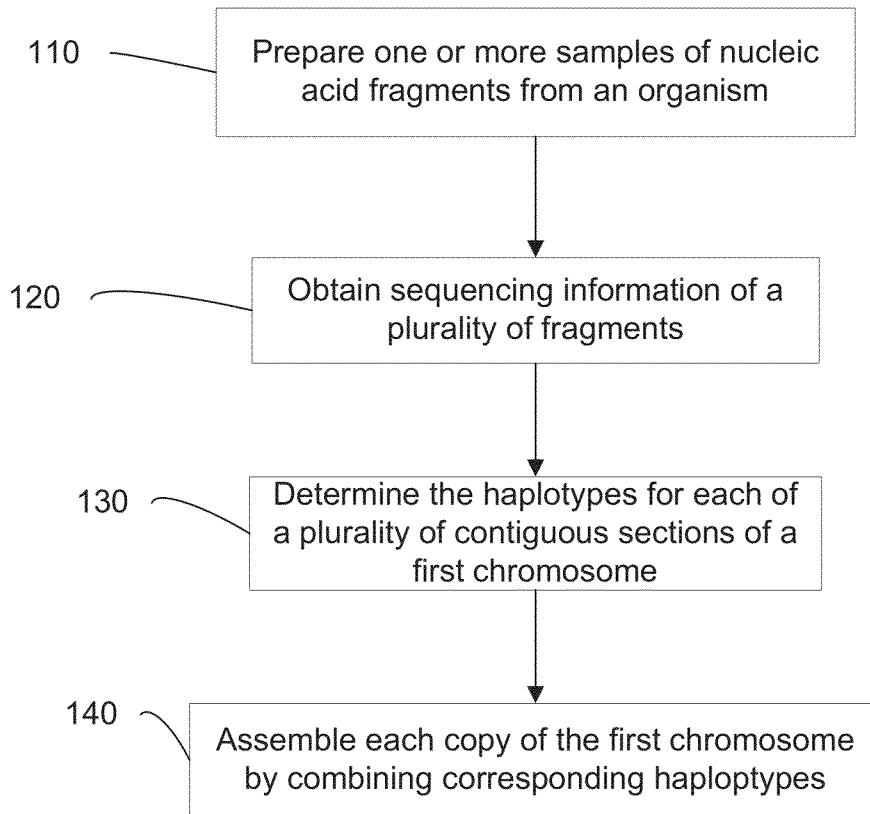 110
Prepare one or more samples of nucleic
acid fragments from an organism
120
Obtain sequencing information of a
plurality of fragments
130
Determine the haplotypes for each of
a plurality of contiguous sections of a
first chromosome
140
Assemble each copy of the first chromosome
by combining corresponding haploptypes